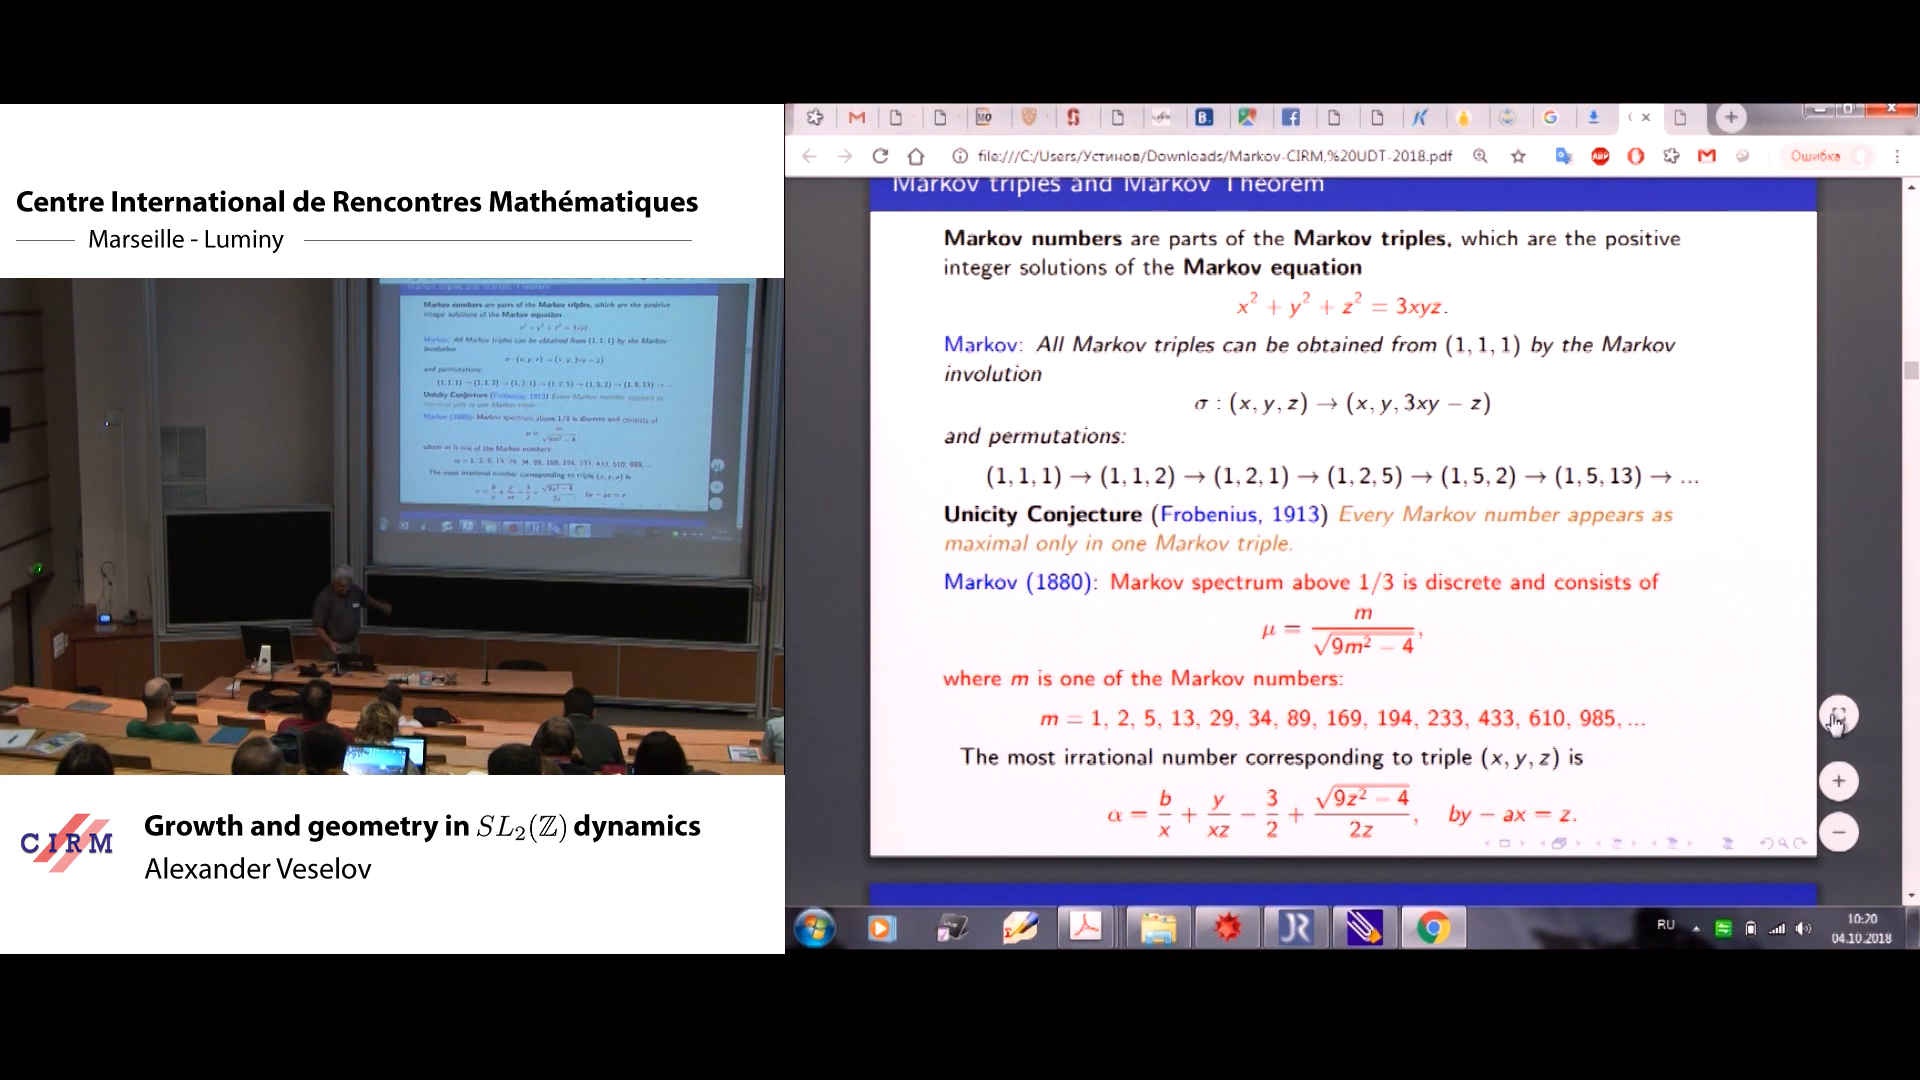 Centre International de Rencontres Mathématiques
Marseille - Luminy
Growth and geometry in SL₂(ℤ) dynamics
Alexander Veselov
CIRM
file:///C:/Users/Устинов/Downloads/Markov-CIRM,%20UDT-2018.pdf
Ошибка
Markov triples and Markov Theorem
Markov numbers are parts of the Markov triples, which are the positive
integer solutions of the Markov equation
x² + y² + z² = 3xyz.
Markov: All Markov triples can be obtained from (1, 1, 1) by the Markov
involution
σ : (x, y, z) → (x, y, 3xy − z)
and permutations:
(1, 1, 1) → (1, 1, 2) → (1, 2, 1) → (1, 2, 5) → (1, 5, 2) → (1, 5, 13) → ...
Unicity Conjecture (Frobenius, 1913) Every Markov number appears as
maximal only in one Markov triple.
Markov (1880): Markov spectrum above 1/3 is discrete and consists of
μ = m / √(9m² − 4),
where m is one of the Markov numbers:
m = 1, 2, 5, 13, 29, 34, 89, 169, 194, 233, 433, 610, 985, ...
The most irrational number corresponding to triple (x, y, z) is
α = b/x + y/xz − 3/2 + √(9z² − 4)/2z, by − ax = z.
RU
10:20
04.10.2018